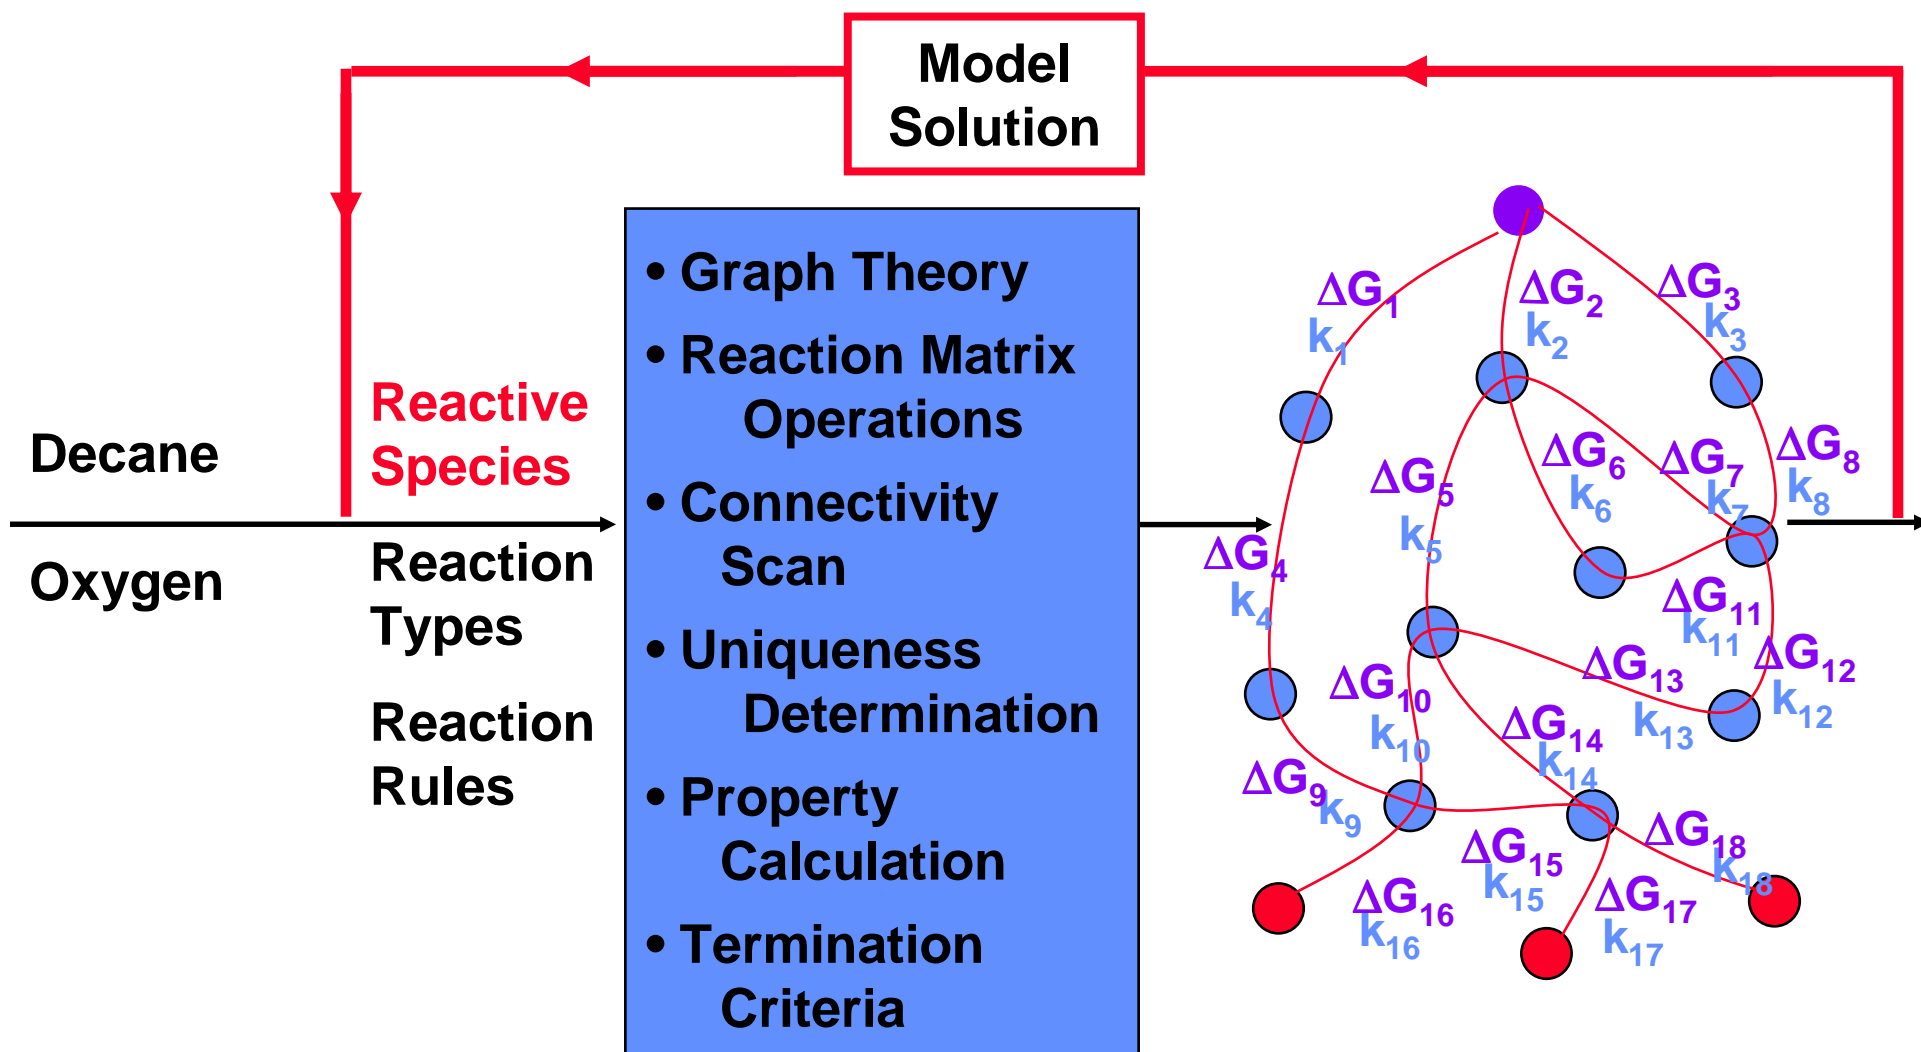 Model
Solution
Decane
Oxygen
Reactive
Species
Reaction
Types
Reaction
Rules
• Graph Theory
• Reaction Matrix
Operations
• Connectivity
Scan
• Uniqueness
Determination
• Property
Calculation
• Termination
Criteria
ΔG₁
k₁
ΔG₂
k₂
ΔG₃
k₃
ΔG₄
k₄
ΔG₅
k₅
ΔG₆
k₆
ΔG₇
k₇
ΔG₈
k₈
ΔG₉
k₉
ΔG₁₀
k₁₀
ΔG₁₁
k₁₁
ΔG₁₂
k₁₂
ΔG₁₃
k₁₃
ΔG₁₄
k₁₄
ΔG₁₅
k₁₅
ΔG₁₆
k₁₆
ΔG₁₇
k₁₇
ΔG₁₈
k₁₈